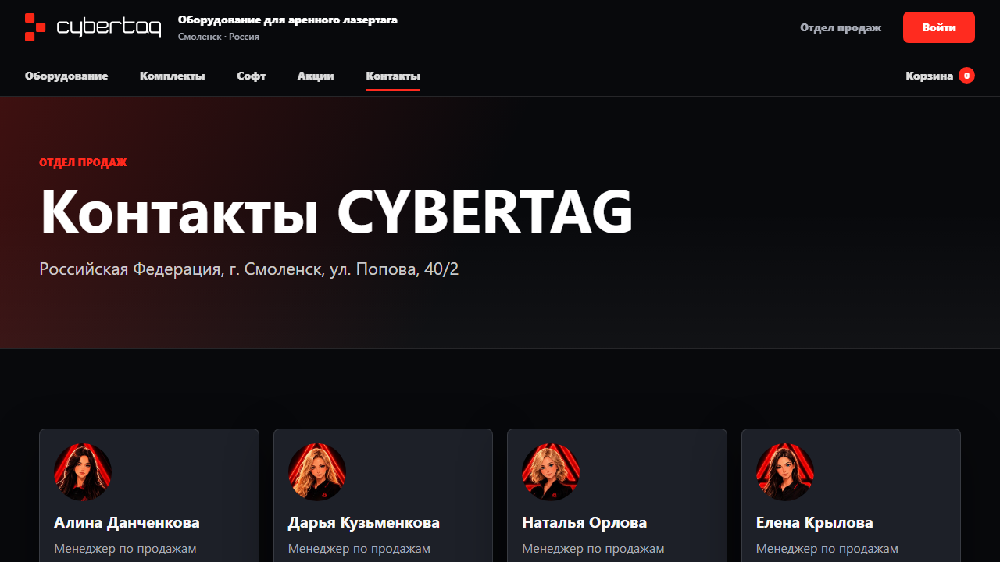 cybertag
Оборудование для аренного лазертага
Смоленск · Россия
Отдел продаж
Войти
Оборудование
Комплекты
Софт
Акции
Контакты
Корзина 0
ОТДЕЛ ПРОДАЖ
Контакты CYBERTAG
Российская Федерация, г. Смоленск, ул. Попова, 40/2
Алина Данченкова
Менеджер по продажам
Дарья Кузьменкова
Менеджер по продажам
Наталья Орлова
Менеджер по продажам
Елена Крылова
Менеджер по продажам